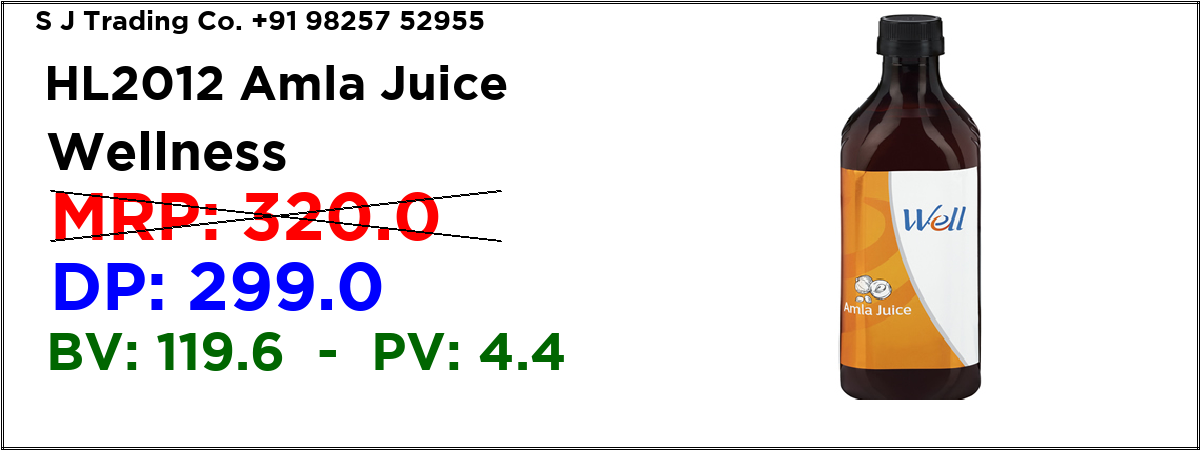 S J Trading Co. +91 98257 52955
HL2012 Amla Juice
Wellness
MRP: 320.0
DP: 299.0
BV: 119.6 - PV: 4.4
Well
Amla Juice